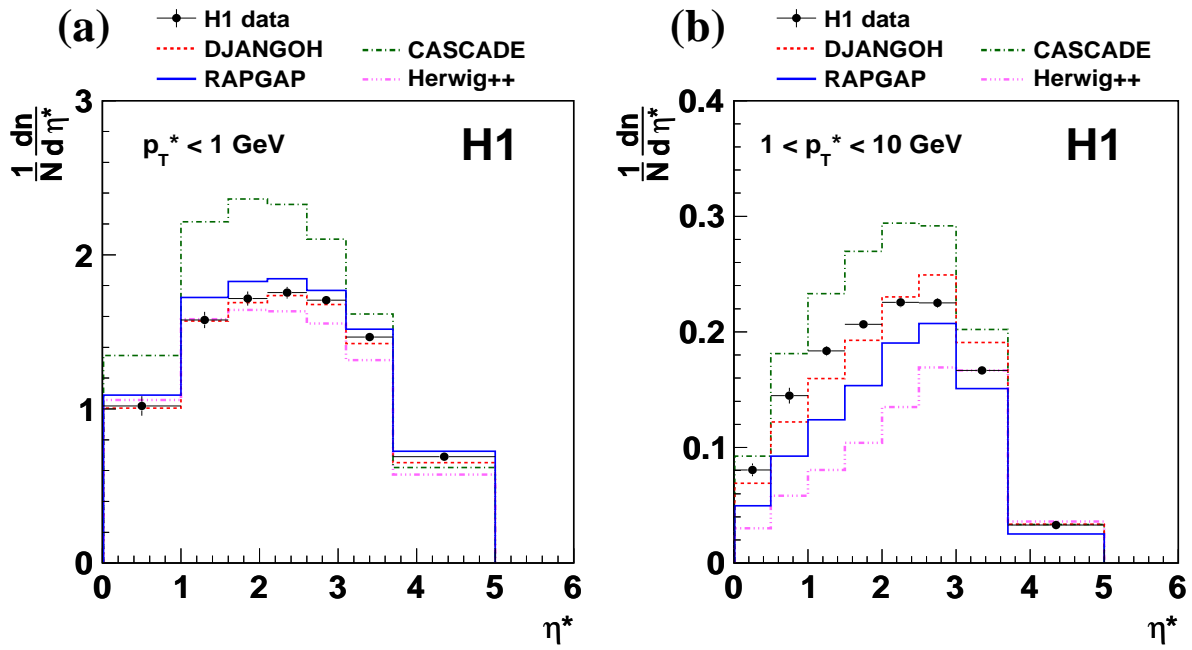 (a)
H1 data
DJANGOH
RAPGAP
CASCADE
Herwig++
1/N dn/dη*
p_T* < 1 GeV
H1
3
2
1
0
0 1 2 3 4 5 6
η*
(b)
H1 data
DJANGOH
RAPGAP
CASCADE
Herwig++
1/N dn/dη*
1 < p_T* < 10 GeV
H1
0.4
0.3
0.2
0.1
0
0 1 2 3 4 5 6
η*